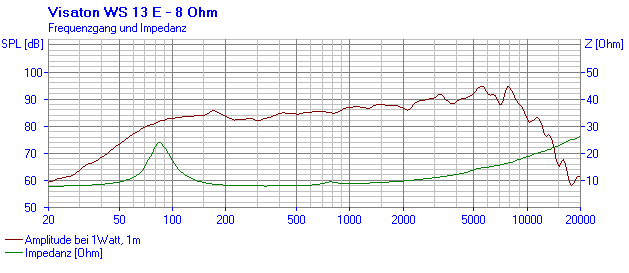 Visaton WS 13 E - 8 Ohm
Frequenzgang und Impedanz
SPL [dB] Z [Ohm]
100 50
90 40
80 30
70 20
60 10
50
20 50 100 200 500 1000 2000 5000 10000 20000
Amplitude bei 1Watt, 1m
Impedanz [Ohm]